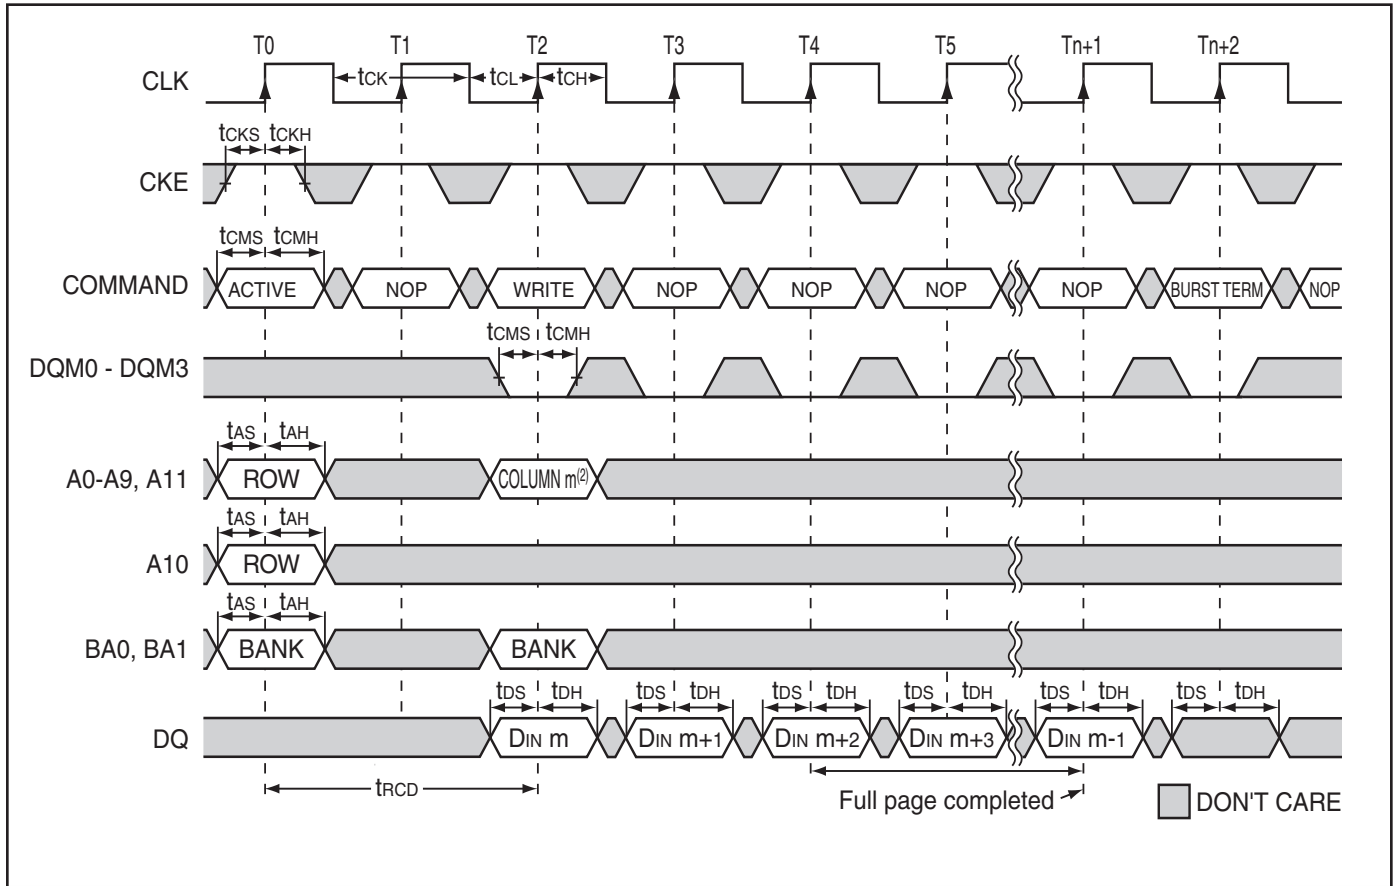 T0 T1 T2 T3 T4 T5 Tn+1 Tn+2
CLK tCK tCL tCH
tCKS tCKH
CKE
tCMS tCMH
COMMAND ACTIVE NOP WRITE NOP NOP NOP NOP BURST TERM NOP
tCMS tCMH
DQM0 - DQM3
tAS tAH
A0-A9, A11 ROW COLUMN m(2)
tAS tAH
A10 ROW
tAS tAH
BA0, BA1 BANK BANK
tDS tDH tDS tDH tDS tDH tDS tDH tDS tDH tDS tDH
DQ DIN m DIN m+1 DIN m+2 DIN m+3 DIN m-1
tRCD
Full page completed
DON'T CARE